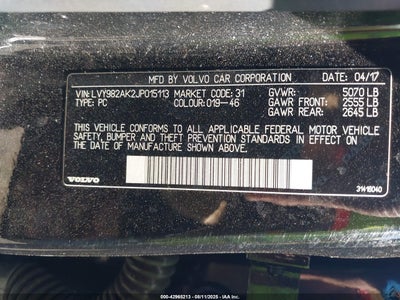 MFD BY VOLVO CAR CORPORATION DATE: 04/17
VIN: LVY982AK2JP015113 MARKET CODE: 31 GVWR: 5070 LB
TYPE: PC COLOUR: 019-46 GAWR FRONT: 2555 LB
GAWR REAR: 2645 LB
THIS VEHICLE CONFORMS TO ALL APPLICABLE FEDERAL MOTOR VEHICLE
SAFETY, BUMPER AND THEFT PREVENTION STANDARDS IN EFFECT ON
THE DATE OF MANUFACTURE SHOWN ABOVE.
VOLVO
31416040
000-42965213 - 08/11/2025 - IAA Inc.